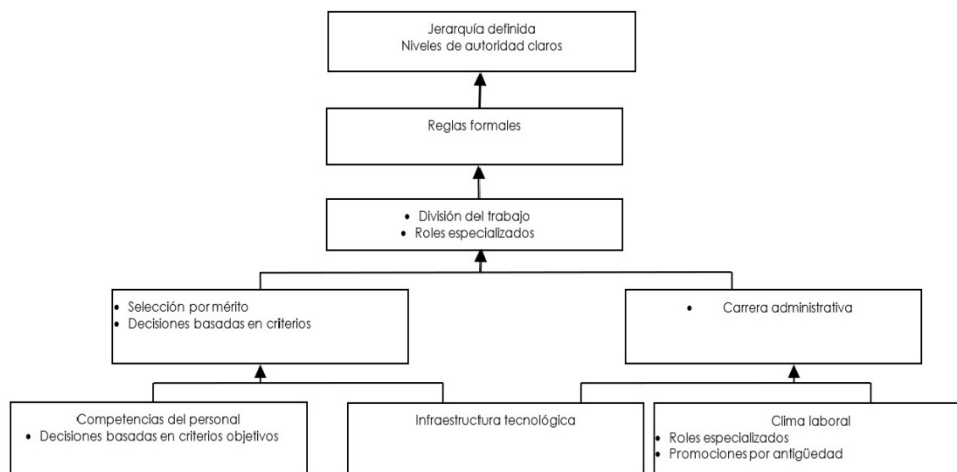 Jerarquía definida
Niveles de autoridad claros
Reglas formales
• División del trabajo
• Roles especializados
• Selección por mérito
• Decisiones basadas en criterios
• Carrera administrativa
Competencias del personal
• Decisiones basadas en criterios objetivos
Infraestructura tecnológica
Clima laboral
• Roles especializados
• Promociones por antigüedad